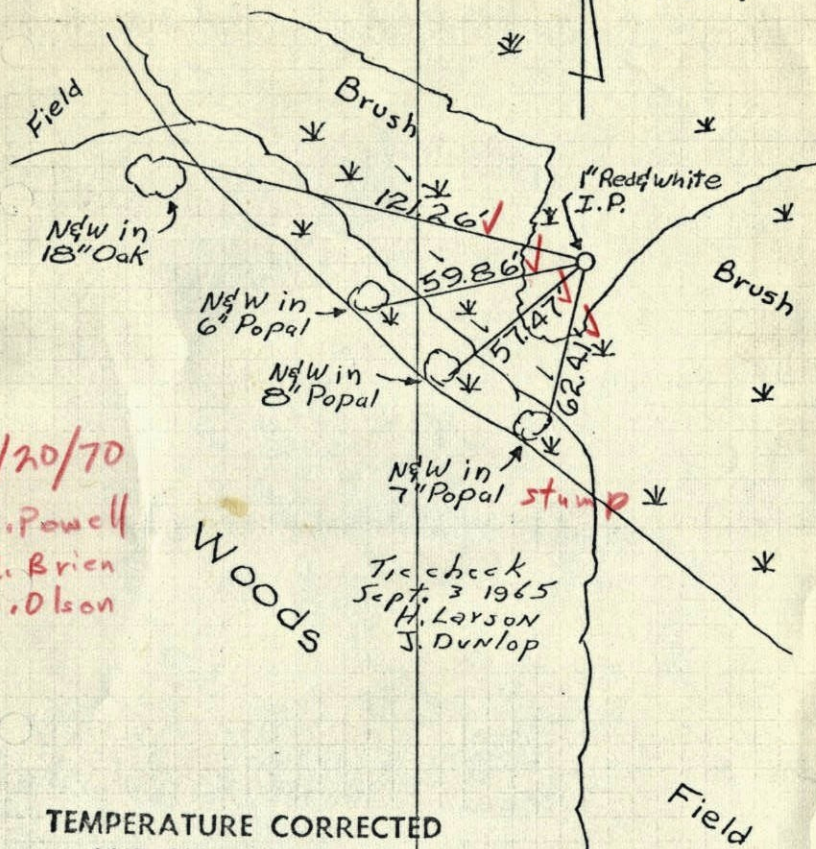 Field
Brush
1" Red & white
I.P.
121.26'
N&W in
18" Oak
59.86'
Brush
N&W in
6" Popal
57.47'
N&W in
8" Popal
62.41'
N&W in
7" Popal stump
/20/70
.Powell
. Brien
.Olson
Woods
Tie check
Sept. 3 1965
H. Larson
J. Dunlop
Field
TEMPERATURE CORRECTED